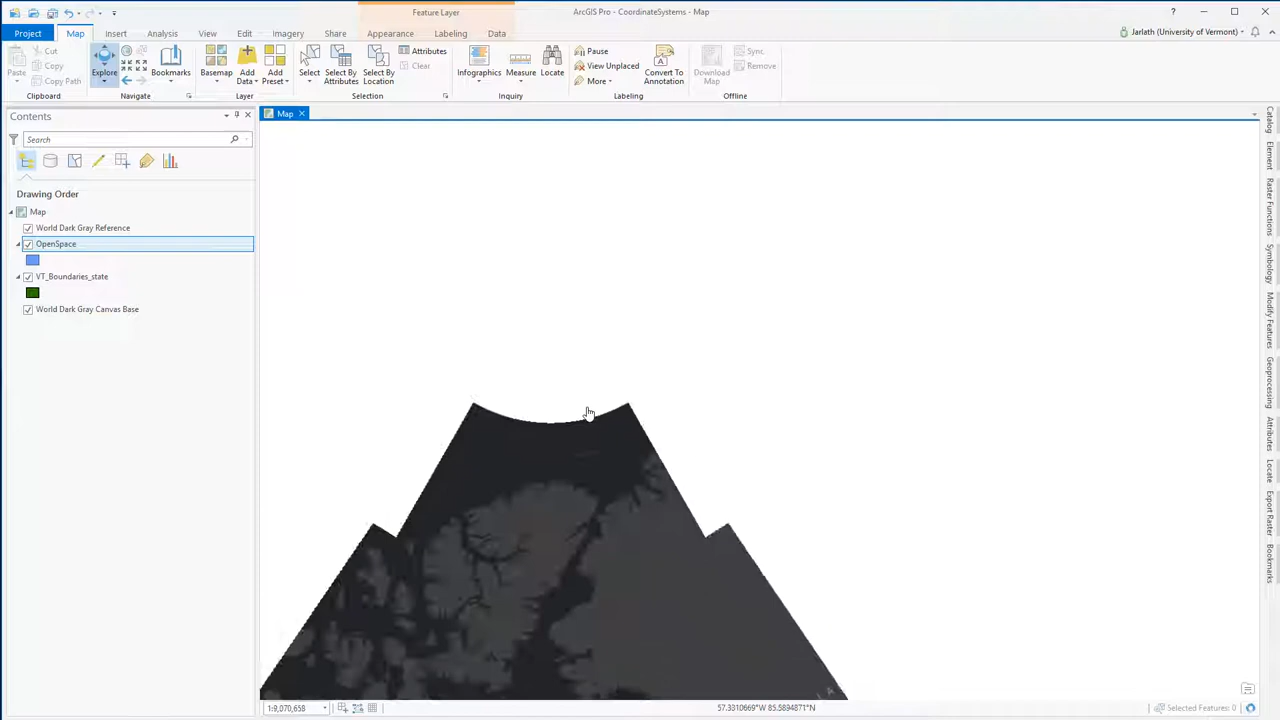 ArcGIS Pro - CoordinateSystems - Map
Feature Layer
?
Project Map Insert Analysis View Edit Imagery Share Appearance Labeling Data
Jarlath (University of Vermont)
Paste
Cut
Copy
Copy Path
Clipboard
Explore
Bookmarks
Navigate
Basemap
Add Data
Add Preset
Layer
Select
Select By Attributes
Select By Location
Attributes
Clear
Selection
Infographics
Measure
Locate
Inquiry
Pause
View Unplaced
More
Convert To Annotation
Labeling
Download Map
Sync
Remove
Offline
Contents
Search
Drawing Order
Map
World Dark Gray Reference
OpenSpace
VT_Boundaries_state
World Dark Gray Canvas Base
Map
Catalog
Element
Raster Functions
Symbology
Modify Features
Geoprocessing
Attributes
Locate
Export Raster
Bookmarks
1:9,070,658
57.3310669°W 85.5894871°N
Selected Features: 0